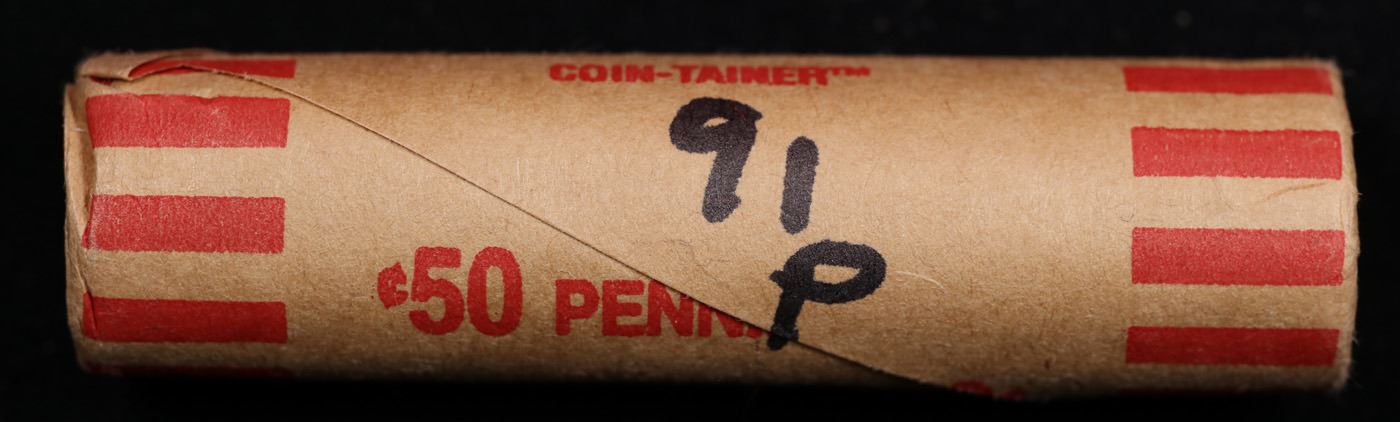 COIN-TAINER™
91
P
¢50 PENN